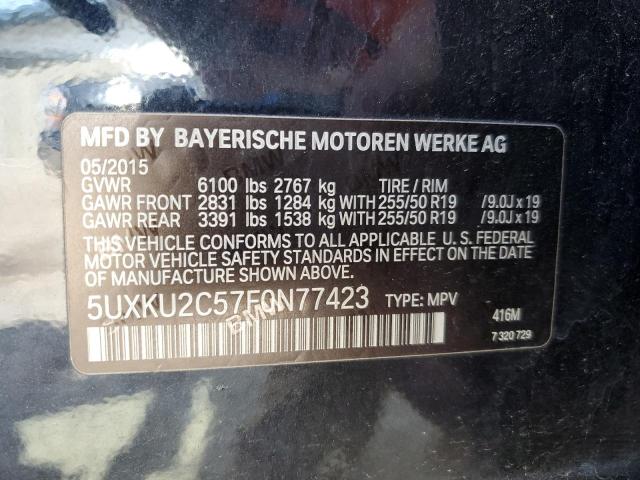 MFD BY BAYERISCHE MOTOREN WERKE AG
05/2015
GVWR 6100 lbs 2767 kg TIRE / RIM
GAWR FRONT 2831 lbs 1284 kg WITH 255/50 R19 /9.0J x 19
GAWR REAR 3391 lbs 1538 kg WITH 255/50 R19 /9.0J x 19
THIS VEHICLE CONFORMS TO ALL APPLICABLE U. S. FEDERAL
MOTOR VEHICLE SAFETY STANDARDS IN EFFECT ON THE DATE
OF MANUFACTURE SHOWN ABOVE.
5UXKU2C57F0N77423 TYPE: MPV 416M
BMW
7 320 729